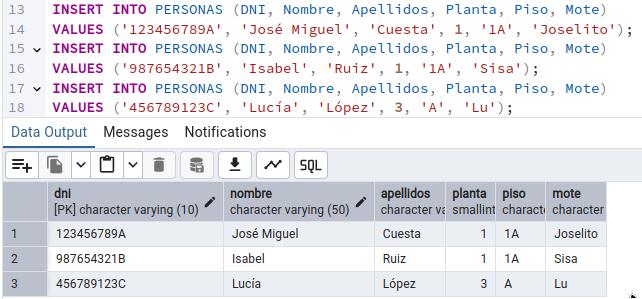 13 INSERT INTO PERSONAS (DNI, Nombre, Apellidos, Planta, Piso, Mote)
14 VALUES ('123456789A', 'José Miguel', 'Cuesta', 1, '1A', 'Joselito');
15 INSERT INTO PERSONAS (DNI, Nombre, Apellidos, Planta, Piso, Mote)
16 VALUES ('987654321B', 'Isabel', 'Ruiz', 1, '1A', 'Sisa');
17 INSERT INTO PERSONAS (DNI, Nombre, Apellidos, Planta, Piso, Mote)
18 VALUES ('456789123C', 'Lucía', 'López', 3, 'A', 'Lu');
Data Output Messages Notifications
SQL
dni nombre apellidos planta piso mote
[PK] character varying (10) character varying (50) character va smallint charact character
1 123456789A José Miguel Cuesta 1 1A Joselito
2 987654321B Isabel Ruiz 1 1A Sisa
3 456789123C Lucía López 3 A Lu